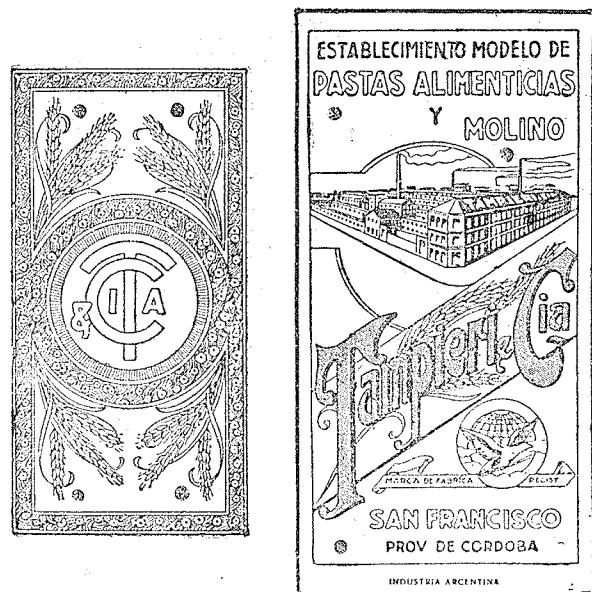 T & CIA
ESTABLECIMIENTO MODELO DE
PASTAS ALIMENTICIAS
Y
MOLINO
Tampieri Cia
MARCA DE FABRICA REGIST.
SAN FRANCISCO
PROV DE CORDOBA
INDUSTRIA ARGENTINA